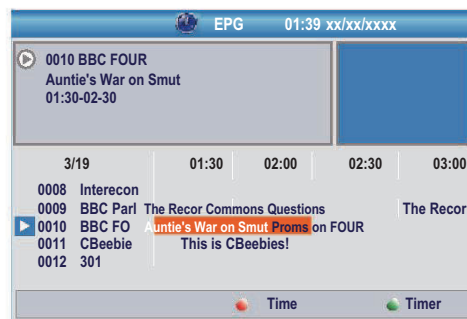 EPG 01:39 xx/xx/xxxx
0010 BBC FOUR
Auntie's War on Smut
01:30-02-30
3/19 01:30 02:00 02:30 03:00
0008 Interecon
0009 BBC Parl The Recor Commons Questions The Recor
0010 BBC FO Auntie's War on Smut Proms on FOUR
0011 CBeebie This is CBeebies!
0012 301
Time Timer